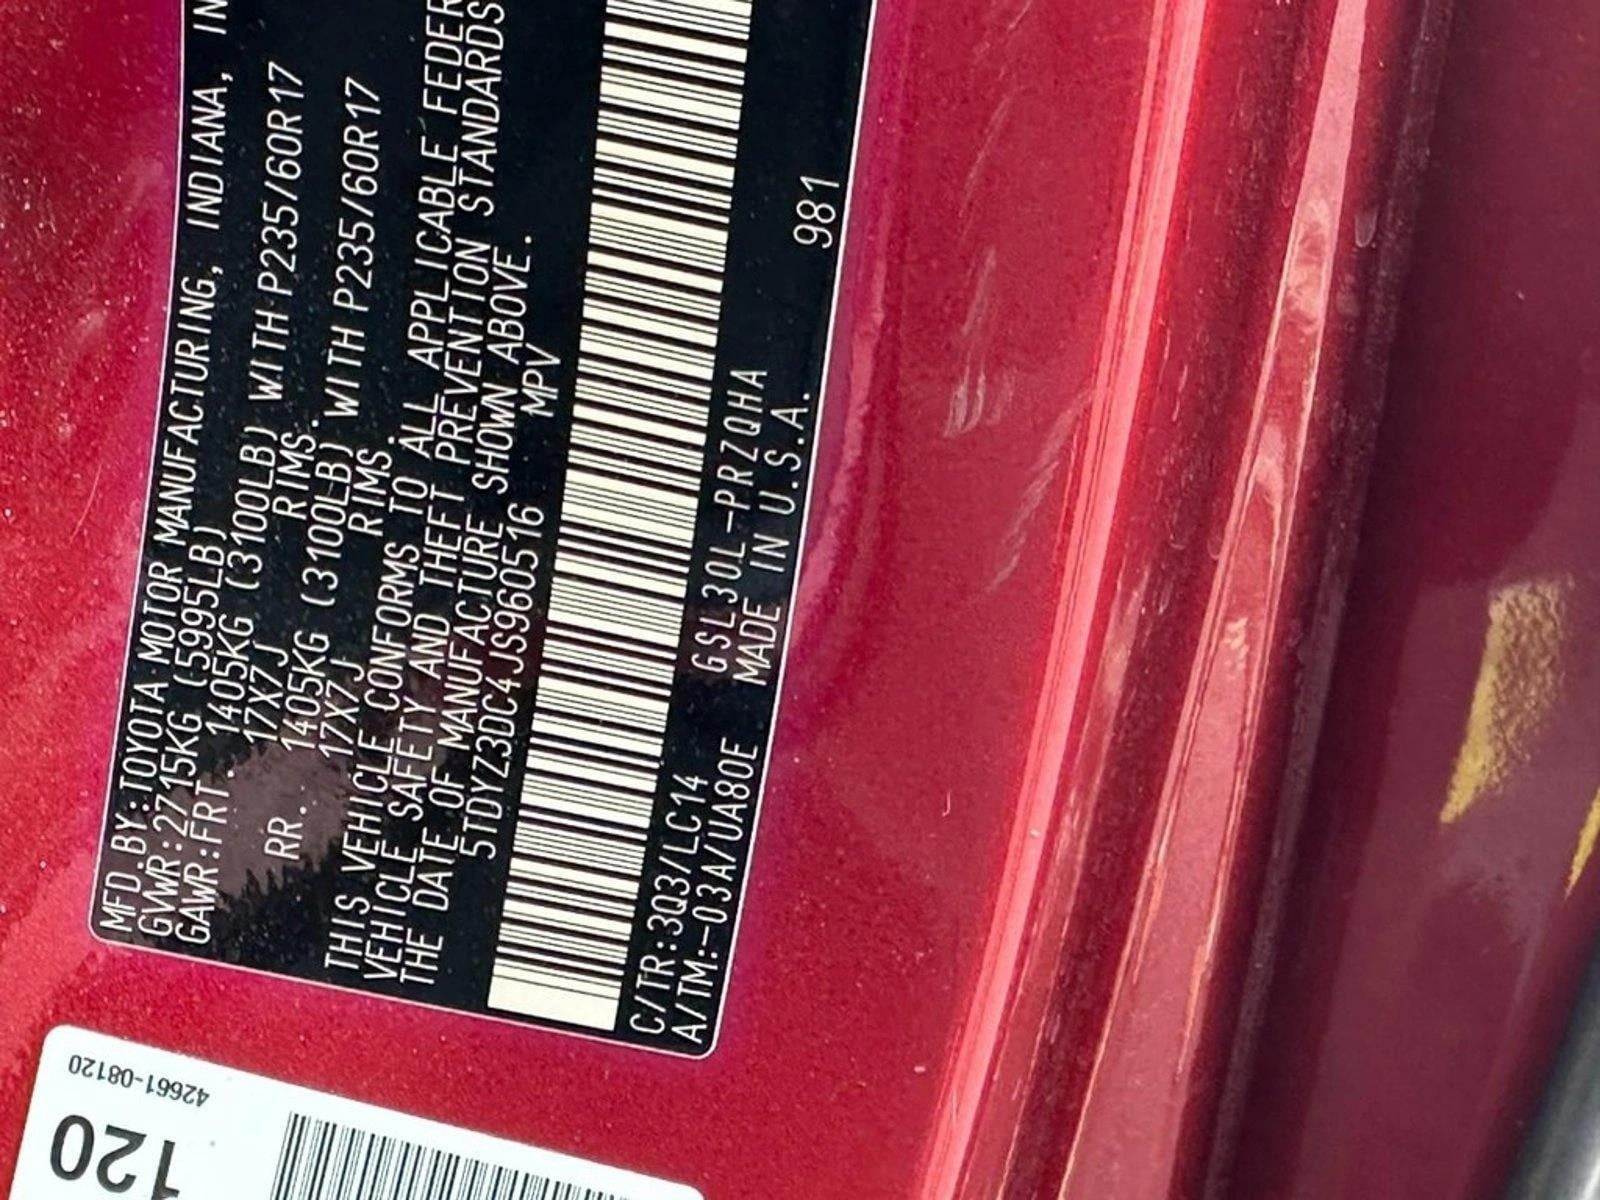 MFD.BY:TOYOTA MOTOR MANUFACTURING, INDIANA, IN
GVWR:2715KG (5995LB)
GAWR:FRT. 1405KG (3100LB) WITH P235/60R17
17X7J RIMS.
RR. 1405KG (3100LB) WITH P235/60R17
17X7J RIMS.
THIS VEHICLE CONFORMS TO ALL APPLICABLE FEDER
VEHICLE SAFETY AND THEFT PREVENTION STANDARDS
THE DATE OF MANUFACTURE SHOWN ABOVE.
5TDYZ3DC4JS960516 MPV
C/TR:3Q3/LC14 GSL30L-PRZQHA
A/TM:-03A/UA80E MADE IN U.S.A. 981
42661-08120
120